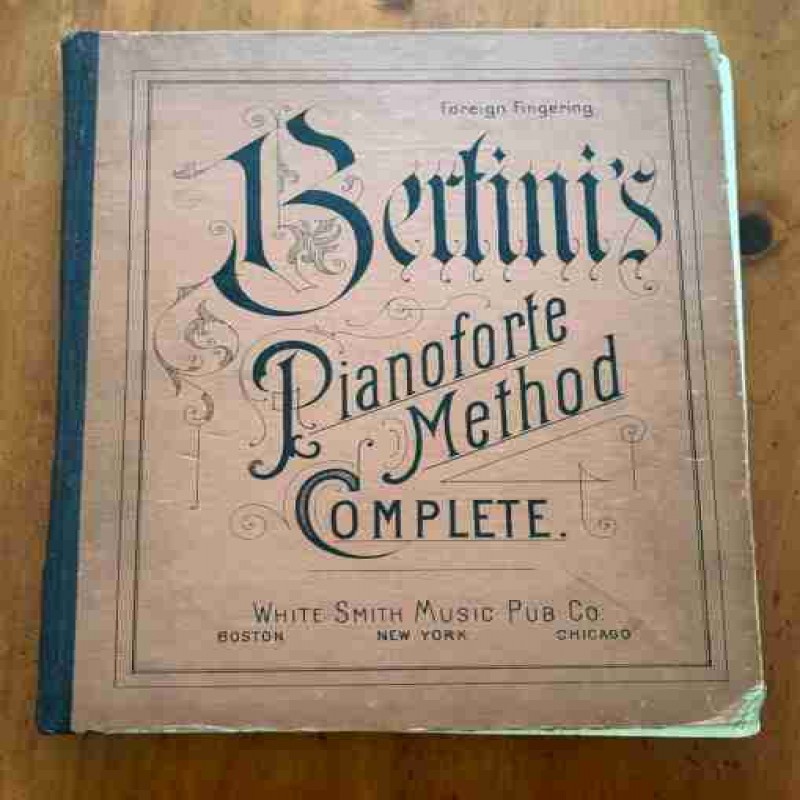 Foreign Fingering.
Bertini's
Pianoforte
Method
COMPLETE.
WHITE-SMITH MUSIC PUB CO
BOSTON NEW YORK CHICAGO